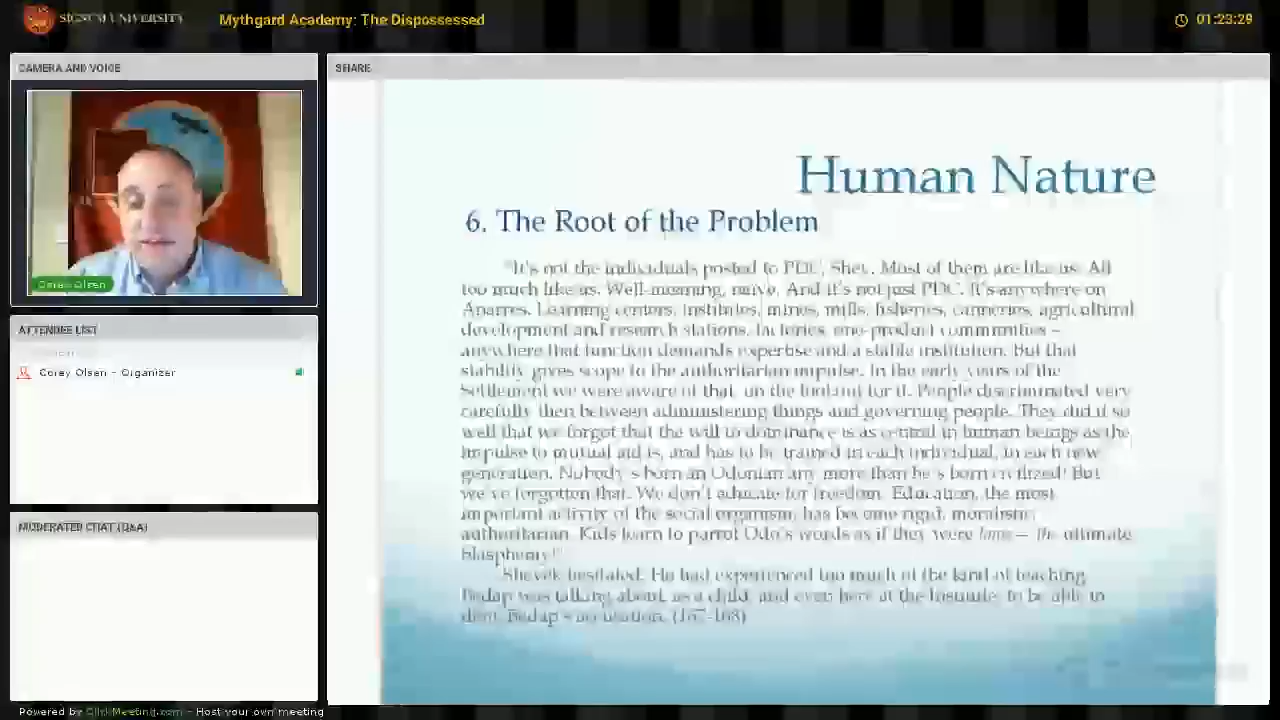 SIGNUM UNIVERSITY
Mythgard Academy: The Dispossessed
01:23:29
CAMERA AND VOICE
Corey Olsen
ATTENDEE LIST
Corey Olsen - Organizer
MODERATED CHAT (Q&A)
SHARE
Human Nature
6. The Root of the Problem
"It's not the individuals posted to PDC, Shev. Most of them are like us. All
too much like us. Well-meaning, naive. And it's not just PDC. It's anywhere on
Anarres. Learning centers, institutes, mines, mills, fisheries, canneries, agricultural
development and research stations, factories, one-product communities –
anywhere that function demands expertise and a stable institution. But that
stability gives scope to the authoritarian impulse. In the early years of the
Settlement we were aware of that, on the lookout for it. People discriminated very
carefully then between administering things and governing people. They did it so
well that we forgot that the will to dominance is as central in human beings as the
impulse to mutual aid is, and has to be trained in each individual, in each new
generation. Nobody's born an Odonian any more than he's born civilized! But
we've forgotten that. We don't educate for freedom. Education, the most
important activity of the social organism, has become rigid, moralistic,
authoritarian. Kids learn to parrot Odo's words as if they were laws – the ultimate
blasphemy!"
Shevek hesitated. He had experienced too much of the kind of teaching
Bedap was talking about, as a child, and even here at the Institute, to be able to
deny Bedap's accusation. (167-168)
Powered by ClickMeeting.com - Host your own meeting